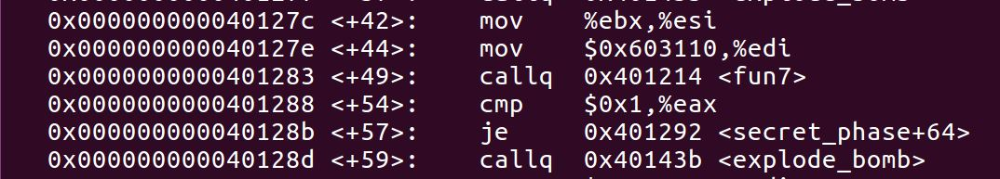 0x000000000040127c <+42>: mov %ebx,%esi
0x000000000040127e <+44>: mov $0x603110,%edi
0x0000000000401283 <+49>: callq 0x401214 <fun7>
0x0000000000401288 <+54>: cmp $0x1,%eax
0x000000000040128b <+57>: je 0x401292 <secret_phase+64>
0x000000000040128d <+59>: callq 0x40143b <explode_bomb>